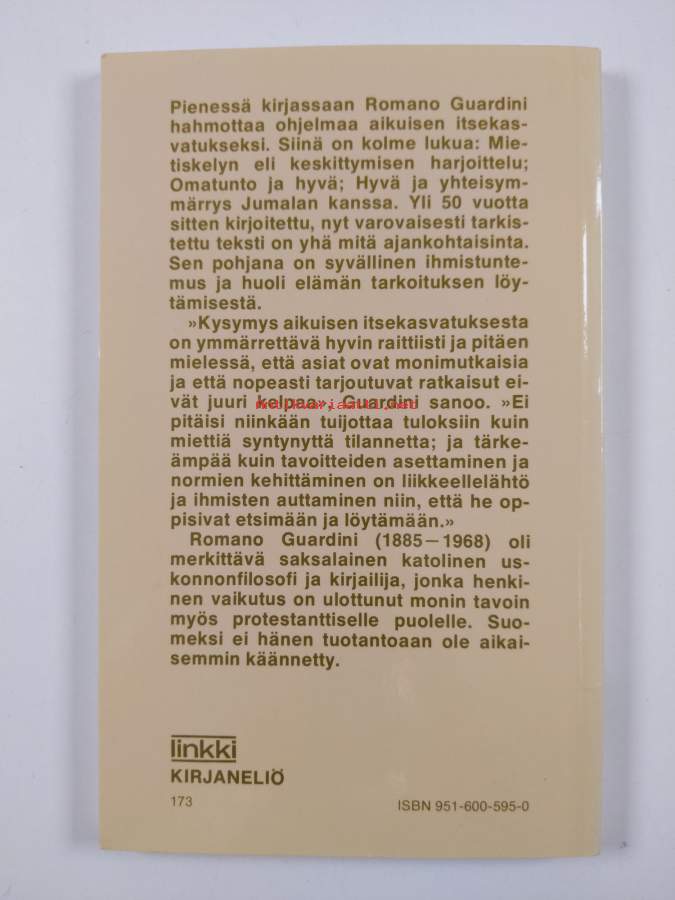 Pienessä kirjassaan Romano Guardini
hahmottaa ohjelmaa aikuisen itsekas-
vatukseksi. Siinä on kolme lukua: Mie-
tiskelyn eli keskittymisen harjoittelu;
Omatunto ja hyvä; Hyvä ja yhteisym-
märrys Jumalan kanssa. Yli 50 vuotta
sitten kirjoitettu, nyt varovaisesti tarkis-
tettu teksti on yhä mitä ajankohtaisinta.
Sen pohjana on syvällinen ihmistunte-
mus ja huoli elämän tarkoituksen löy-
tämisestä.
»Kysymys aikuisen itsekasvatuksesta
on ymmärrettävä hyvin raittiisti ja pitäen
mielessä, että asiat ovat monimutkaisia
ja että nopeasti tarjoutuvat ratkaisut ei-
vät juuri kelpaa», Guardini sanoo. »Ei
pitäisi niinkään tuijottaa tuloksiin kuin
miettiä syntynyttä tilannetta; ja tärke-
ämpää kuin tavoitteiden asettaminen ja
normien kehittäminen on liikkeellelähtö
ja ihmisten auttaminen niin, että he op-
pisivat etsimään ja löytämään.»
Romano Guardini (1885—1968) oli
merkittävä saksalainen katolinen us-
konnonfilosofi ja kirjailija, jonka henki-
nen vaikutus on ulottunut monin tavoin
myös protestanttiselle puolelle. Suo-
meksi ei hänen tuotantoaan ole aikai-
semmin käännetty.
linkki
KIRJANELIÖ
173
ISBN 951-600-595-0